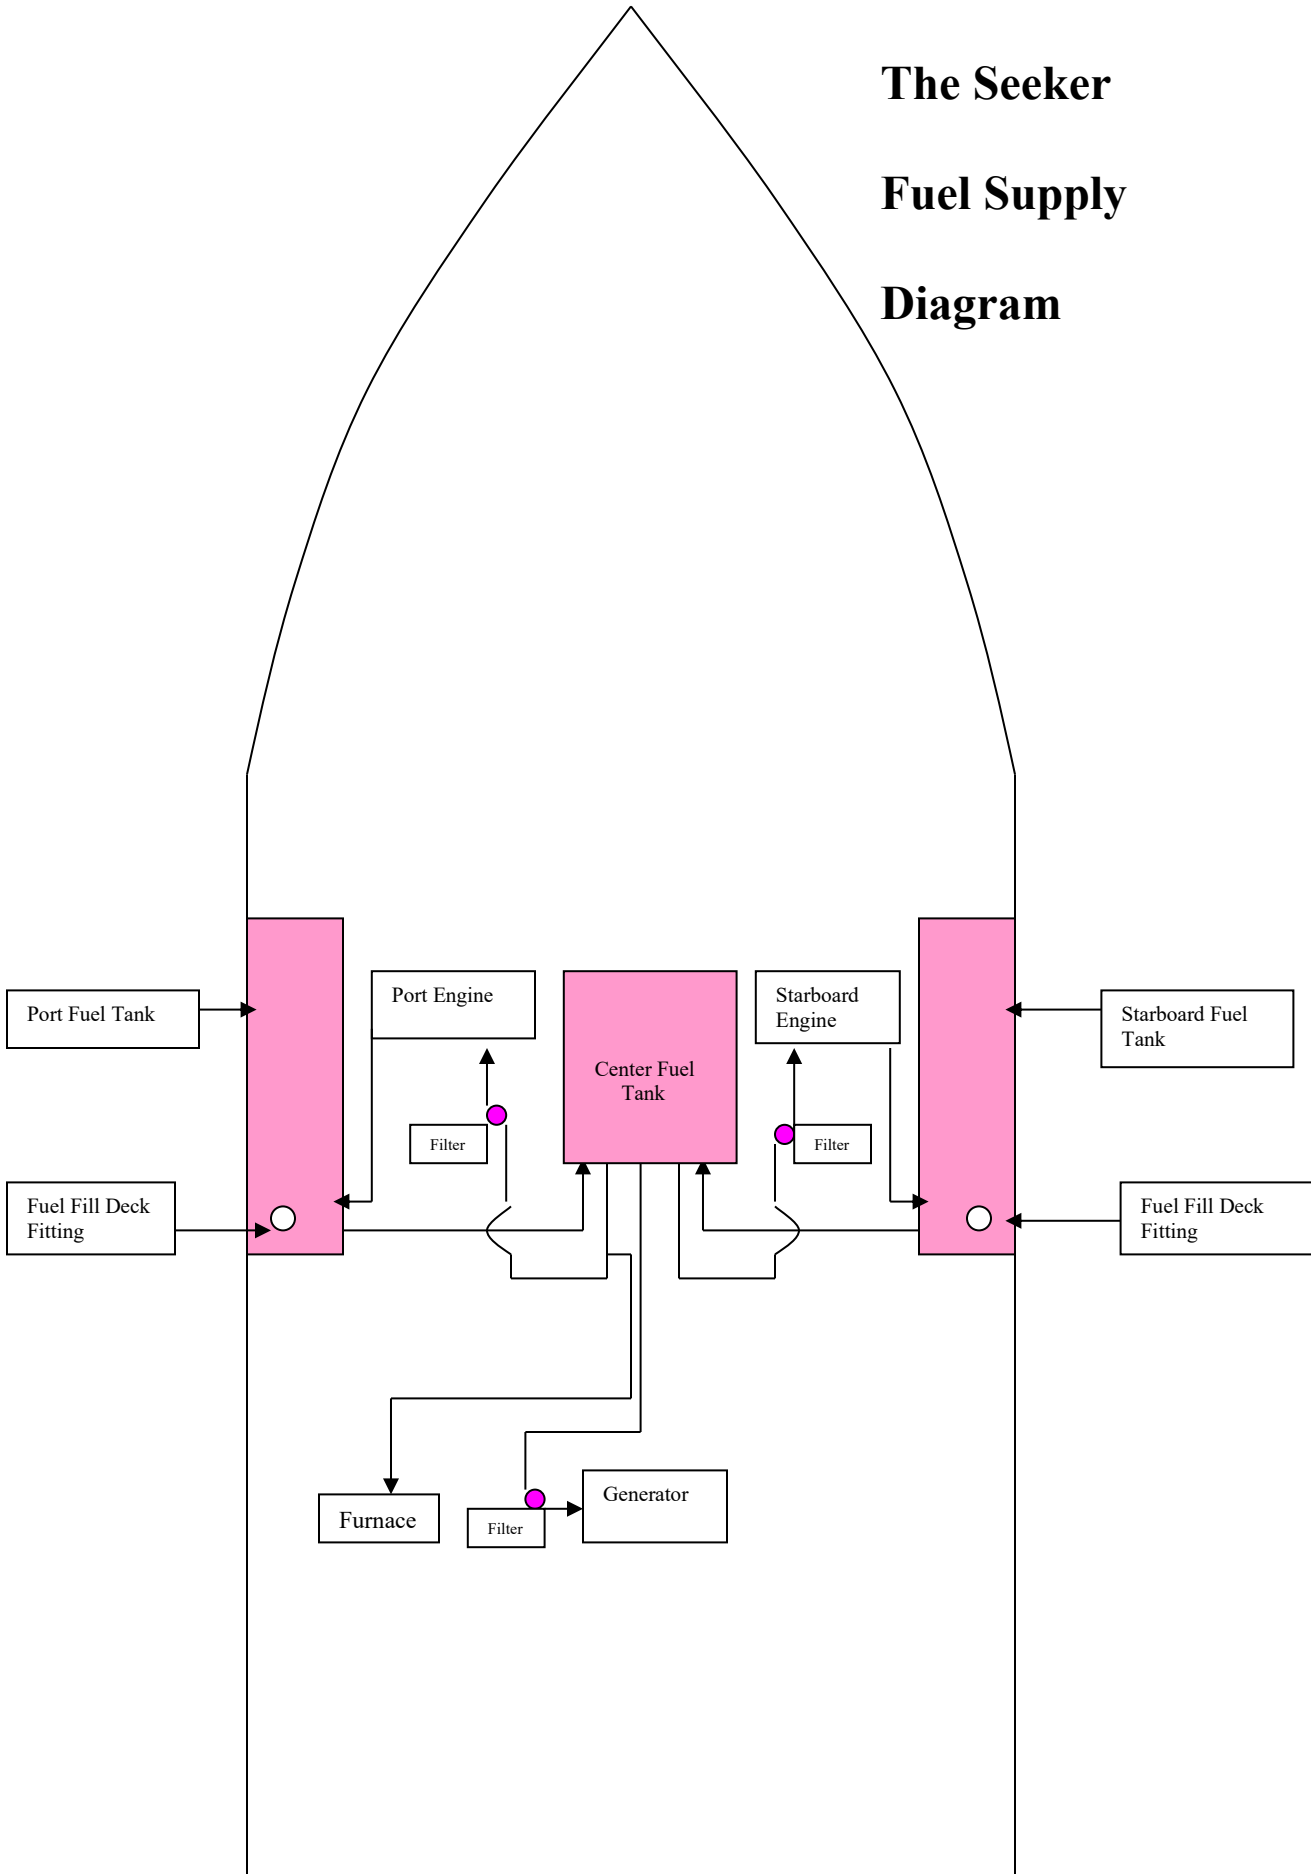 The Seeker
Fuel Supply
Diagram
Port Engine
Starboard
Engine
Port Fuel Tank
Starboard Fuel
Tank
Center Fuel
Tank
Filter
Filter
Fuel Fill Deck
Fitting
Fuel Fill Deck
Fitting
Generator
Furnace
Filter